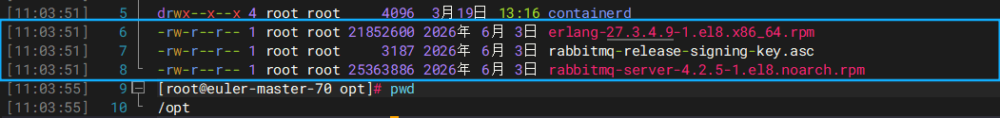 [11:03:51] 5 drwx--x--x 4 root root 4096 3月19日 13:16 containerd
[11:03:51] 6 -rw-r--r-- 1 root root 21852600 2026年 6月 3日 erlang-27.3.4.9-1.el8.x86_64.rpm
[11:03:51] 7 -rw-r--r-- 1 root root 3187 2026年 6月 3日 rabbitmq-release-signing-key.asc
[11:03:51] 8 -rw-r--r-- 1 root root 25363886 2026年 6月 3日 rabbitmq-server-4.2.5-1.el8.noarch.rpm
[11:03:55] 9 [root@euler-master-70 opt]# pwd
[11:03:55] 10 /opt